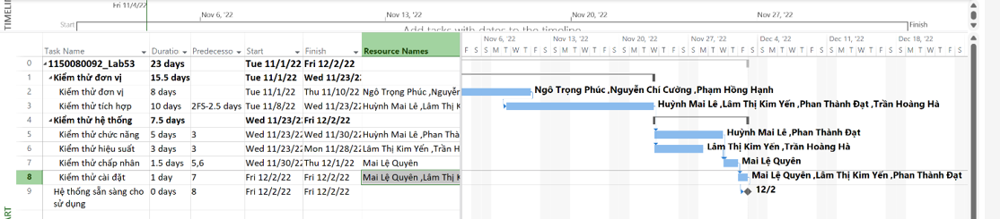 TIMELINE
Fri 11/4/22
Nov 6, '22 Nov 13, '22 Nov 20, '22 Nov 27, '22
Start
Add tasks with dates to the timeline
Finish
Task Name Duratio Predecesso Start Finish Resource Names
Nov 6, '22 Nov 13, '22 Nov 20, '22 Nov 27, '22 Dec 4, '22 Dec 11, '22 Dec 18, '22
F S S M T W T F S S M T W T F S S M T W T F S S M T W T F S S M T W T F S S M T W T F S S M T W T F S
0 1150080092_Lab53 23 days Tue 11/1/22 Fri 12/2/22
1 Kiểm thử đơn vị 15.5 days Tue 11/1/22 Wed 11/23/2
2 Kiểm thử đơn vị 8 days Tue 11/1/22 Thu 11/10/22 Ngô Trọng Phúc ,Nguyễn Ngô Trọng Phúc ,Nguyễn Chí Cường ,Phạm Hồng Hạnh
3 Kiểm thử tích hợp 10 days 2FS-2.5 days Tue 11/8/22 Wed 11/23/2 Huỳnh Mai Lê ,Lâm Thị K Huỳnh Mai Lê ,Lâm Thị Kim Yến ,Phan Thành Đạt ,Trần Hoàng Hà
4 Kiểm thử hệ thống 7.5 days Wed 11/23/2 Fri 12/2/22
5 Kiểm thử chức năng 5 days 3 Wed 11/23/2 Wed 11/30/2 Huỳnh Mai Lê ,Phan Thà Huỳnh Mai Lê ,Phan Thành Đạt
6 Kiểm thử hiệu suất 3 days 3 Wed 11/23/2 Mon 11/28/2 Lâm Thị Kim Yến ,Trần H Lâm Thị Kim Yến ,Trần Hoàng Hà
7 Kiểm thử chấp nhân 1.5 days 5,6 Wed 11/30/2 Thu 12/1/22 Mai Lệ Quyên Mai Lệ Quyên
8 Kiểm thử cài đặt 1 day 7 Fri 12/2/22 Fri 12/2/22 Mai Lệ Quyên ,Lâm Thị K Mai Lệ Quyên ,Lâm Thị Kim Yến ,Phan Thành Đạt
9 Hệ thống sẵn sàng cho 0 days 8 Fri 12/2/22 Fri 12/2/22 12/2
sử dụng
ART